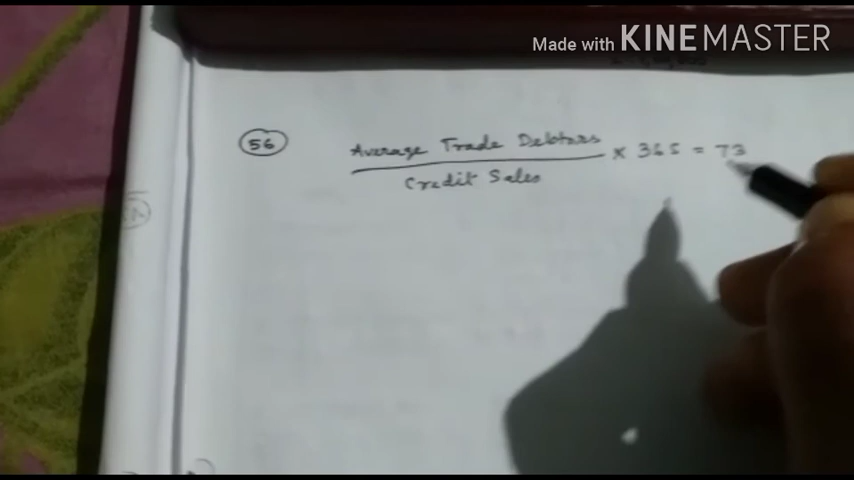 Made with KINEMASTER
56 Average Trade Debtors
Credit Sales × 365 = 73